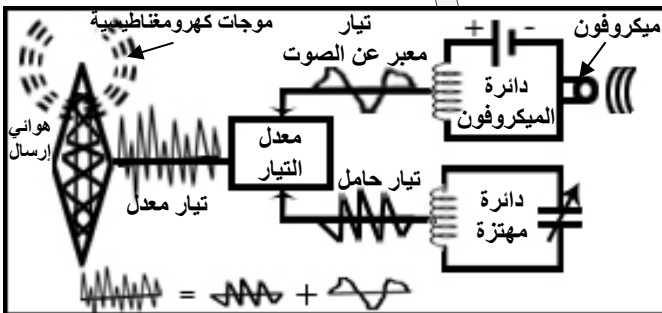 موجات كهرومغناطيسية
تيار
معبر عن الصوت
+ -
ميكروفون
دائرة
الميكروفون
هوائي
إرسال
معدل
التيار
تيار معدل
تيار حامل
دائرة
مهتزة
= +